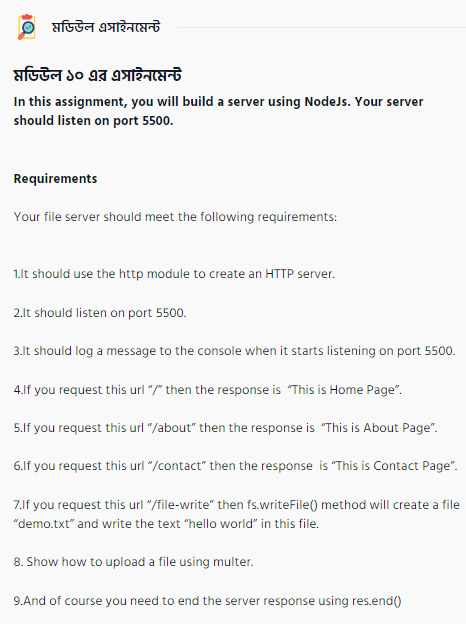 মডিউল এসাইনমেন্ট
মডিউল ১০ এর এসাইনমেন্ট
In this assignment, you will build a server using NodeJs. Your server
should listen on port 5500.
Requirements
Your file server should meet the following requirements:
1.It should use the http module to create an HTTP server.
2.It should listen on port 5500.
3.It should log a message to the console when it starts listening on port 5500.
4.If you request this url “/” then the response is “This is Home Page”.
5.If you request this url “/about” then the response is “This is About Page”.
6.If you request this url “/contact” then the response is “This is Contact Page”.
7.If you request this url “/file-write” then fs.writeFile() method will create a file
“demo.txt” and write the text “hello world” in this file.
8. Show how to upload a file using multer.
9.And of course you need to end the server response using res.end()